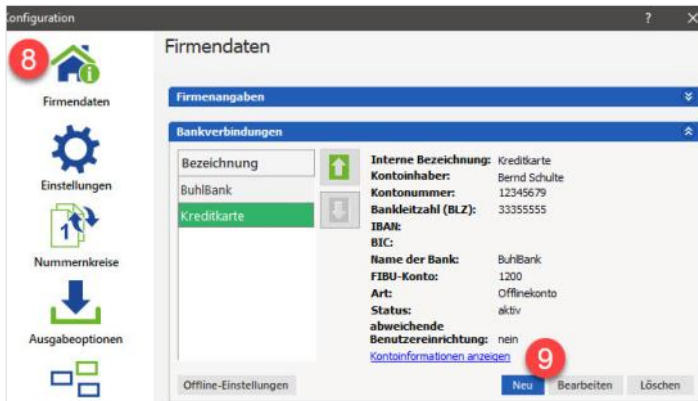 Configuration
? ✕
8
Firmendaten
Firmendaten
Firmenangaben
Einstellungen
Bankverbindungen
Nummernkreise
Ausgabeoptionen
Bezeichnung
BuhlBank
Kreditkarte
Interne Bezeichnung: Kreditkarte
Kontoinhaber: Bernd Schulte
Kontonummer: 12345679
Bankleitzahl (BLZ): 33355555
IBAN:
BIC:
Name der Bank: BuhlBank
FIBU-Konto: 1200
Art: Offlinekonto
Status: aktiv
abweichende
Benutzereinrichtung: nein
Kontoinformationen anzeigen
9
Offline-Einstellungen
Neu Bearbeiten Löschen